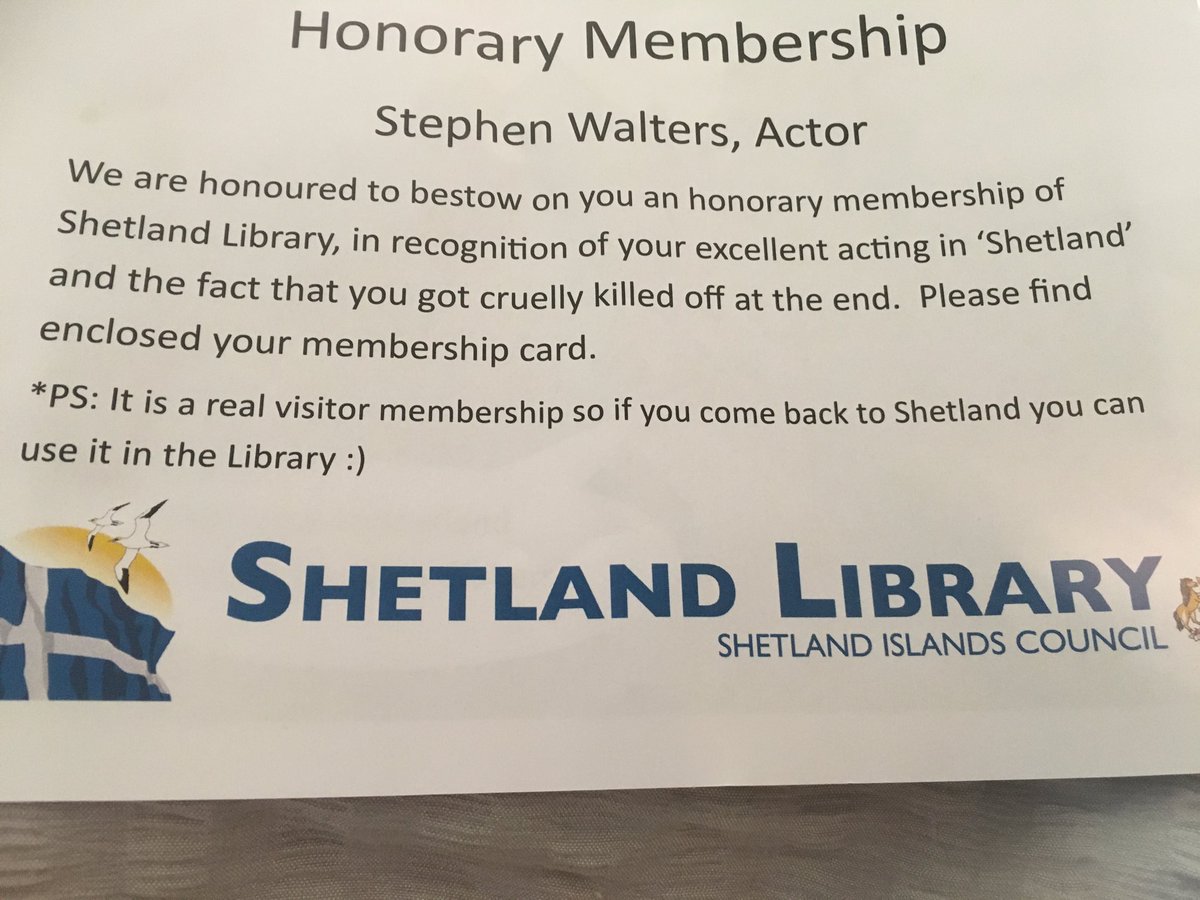 Honorary Membership
Stephen Walters, Actor
We are honoured to bestow on you an honorary membership of
Shetland Library, in recognition of your excellent acting in ‘Shetland’
and the fact that you got cruelly killed off at the end.  Please find
enclosed your membership card.
*PS: It is a real visitor membership so if you come back to Shetland you can
use it in the Library :)
SHETLAND LIBRARY
SHETLAND ISLANDS COUNCIL